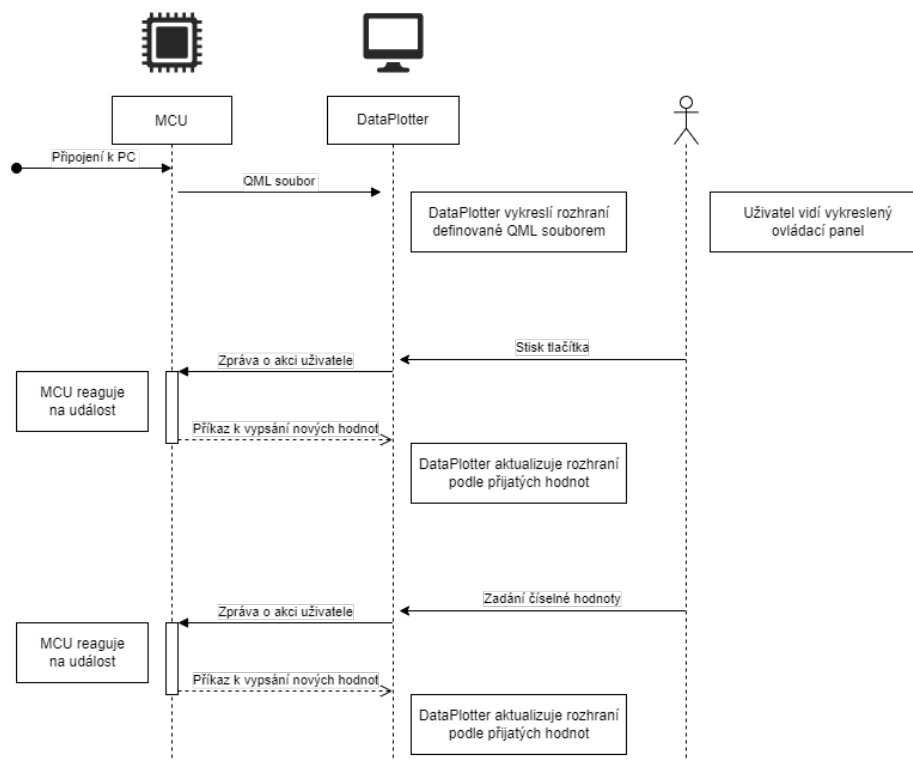 MCU
DataPlotter
Připojení k PC
QML soubor
DataPlotter vykreslí rozhraní
definované QML souborem
Uživatel vidí vykreslený
ovládací panel
Stisk tlačítka
Zpráva o akci uživatele
MCU reaguje
na událost
Příkaz k vypsání nových hodnot
DataPlotter aktualizuje rozhraní
podle přijatých hodnot
Zadání číselné hodnoty
Zpráva o akci uživatele
MCU reaguje
na událost
Příkaz k vypsání nových hodnot
DataPlotter aktualizuje rozhraní
podle přijatých hodnot